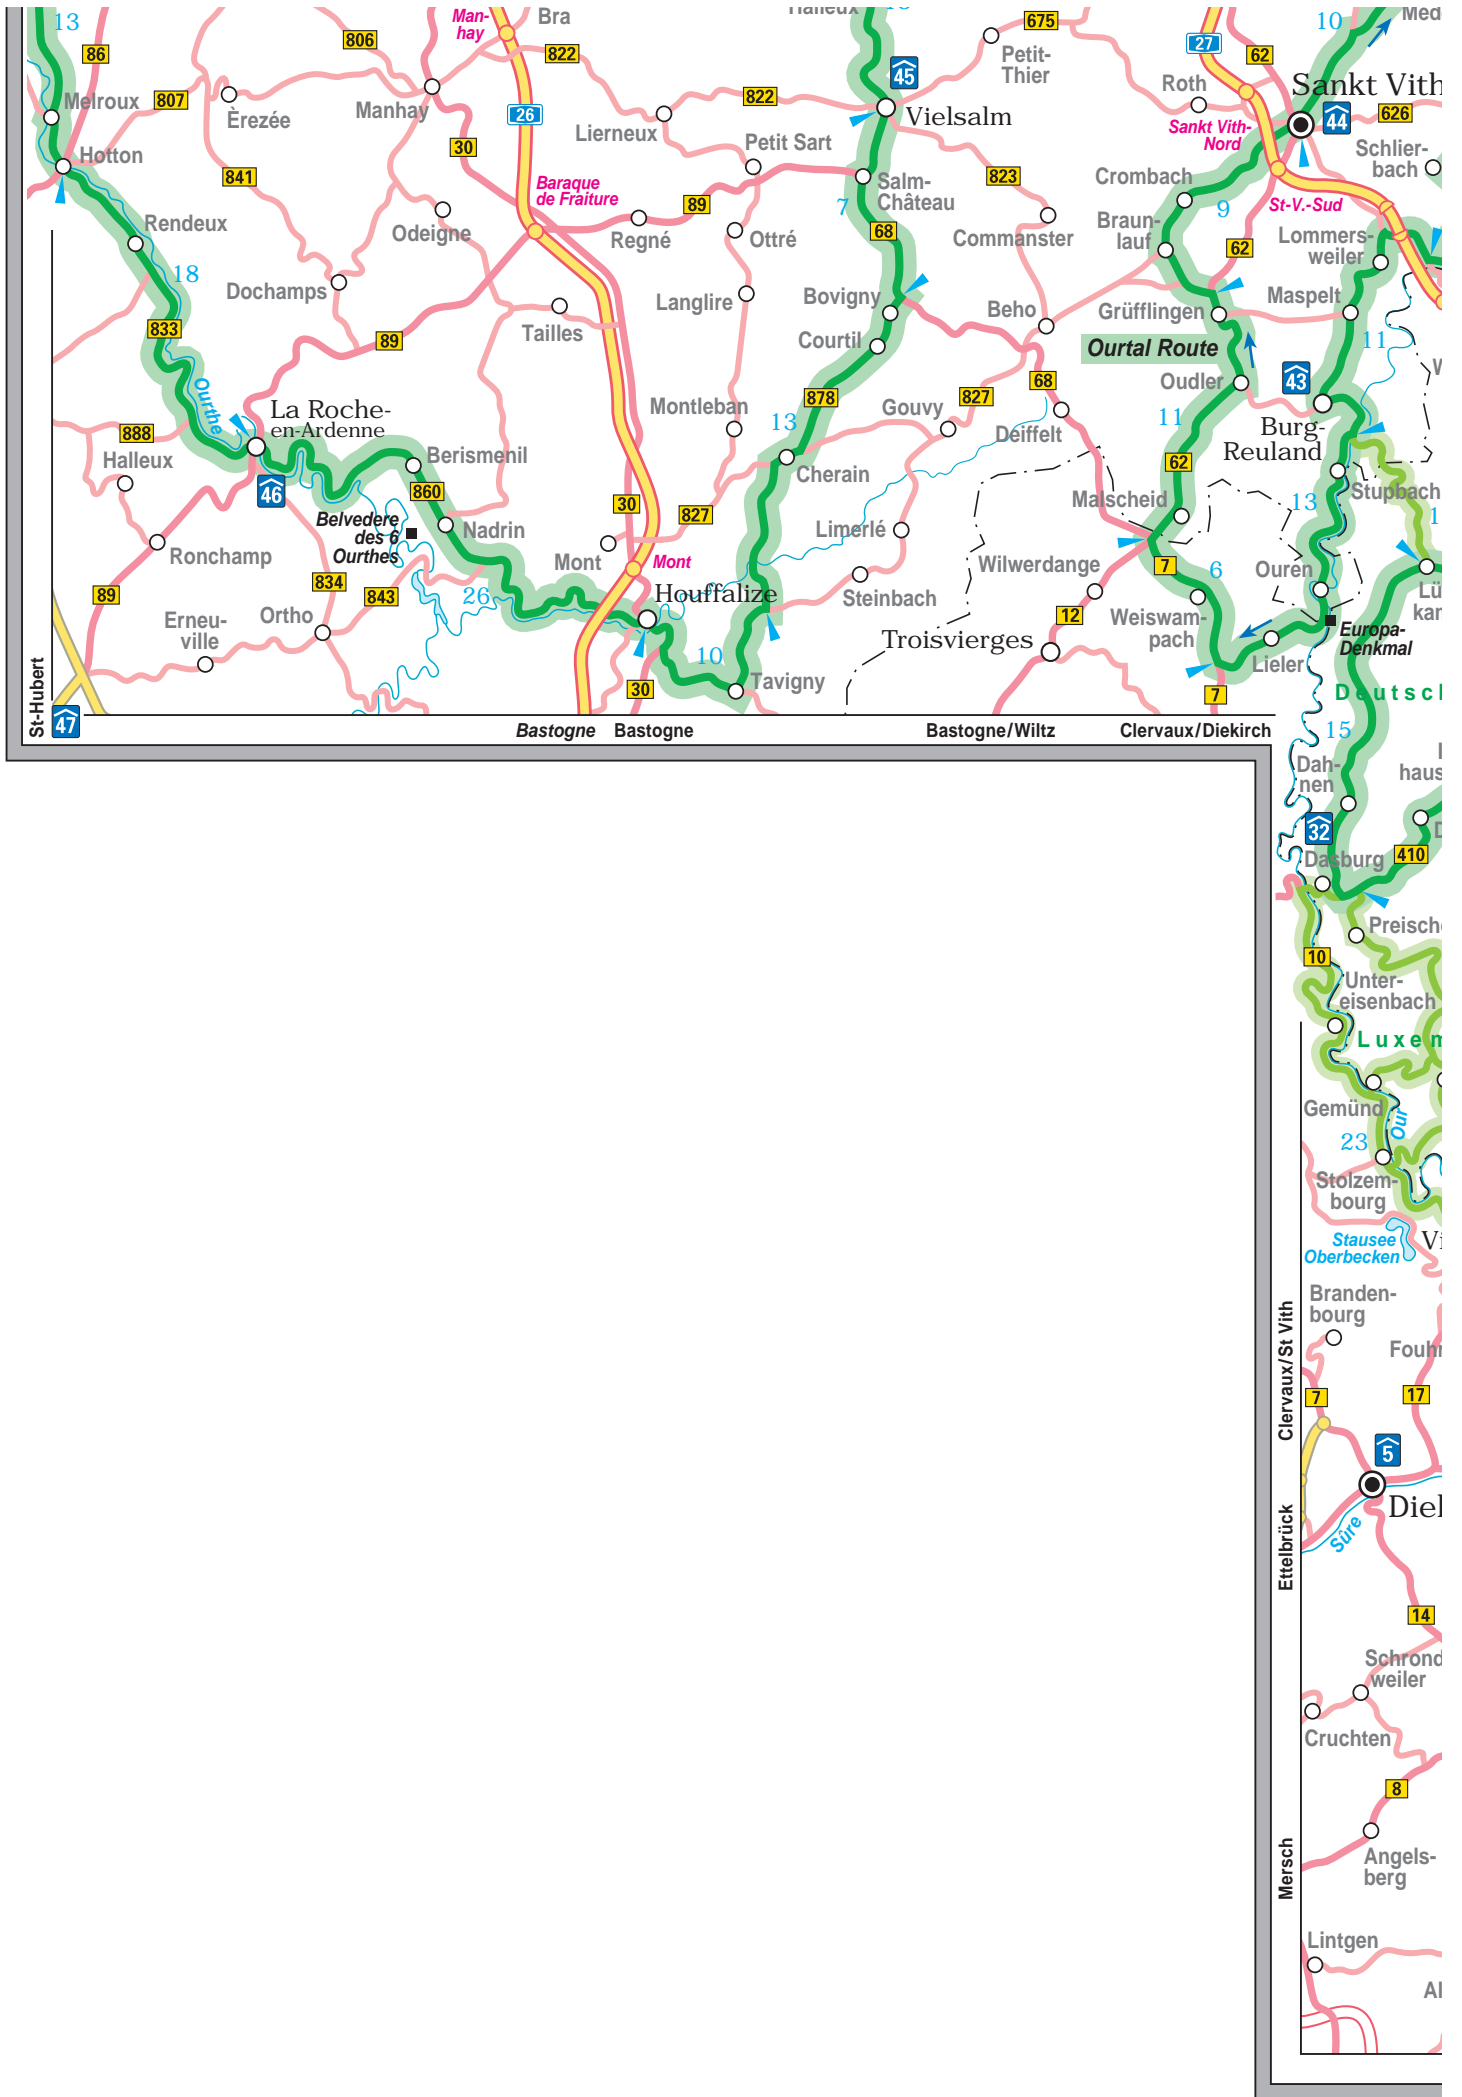 13
86
806
Man-
hay
Bra
822
675
Petit-
Thier
10
27
62
Roth
Sankt Vith
45
Vielsalm
822
Lierneux
Petit Sart
26
Manhay
807
Èrezée
Melroux
30
Hotton
841
Baraque
de Fraiture
89
Salm-
Château
7
68
823
Commanster
Sankt Vith-
Nord
44
626
Schlier-
bach
Crombach
9
St-V.-Sud
Braun-
lauf
62
Lommers-
weiler
Rendeux
Odeigne
Regné
Ottré
18
Dochamps
833
89
Tailles
Langlire
Bovigny
Courtil
Beho
Grüfflingen
Maspelt
Ourtal Route
11
43
Oudler
Ourthe
La Roche-
en-Ardenne
888
Halleux
46
Berismenil
860
Belvedere
des 6
Ourthes
Nadrin
Montleban
13
878
Gouvy
827
68
Deiffelt
11
62
Burg-
Reuland
Cherain
Malscheid
13
Stupbach
1
30
827
Limerlé
Ronchamp
89
834
843
26
Mont
Mont
Houffalize
Steinbach
Wilwerdange
7
6
Ouren
Erneu-
ville
Ortho
12
Weiswam-
pach
Troisvierges
Lieler
Europa-
Denkmal
10
30
Tavigny
7
St-Hubert
47
Bastogne
Bastogne
Bastogne/Wiltz
Clervaux/Diekirch
15
Dah-
nen
32
Dasburg
410
10
Unter-
eisenbach
Gemünd
Our
23
Stolzem-
bourg
Stausee
Oberbecken
Branden-
bourg
Clervaux/St Vith
7
17
5
Ettelbrück
Sûre
14
Schrond
weiler
Cruchten
8
Mersch
Angels-
berg
Lintgen